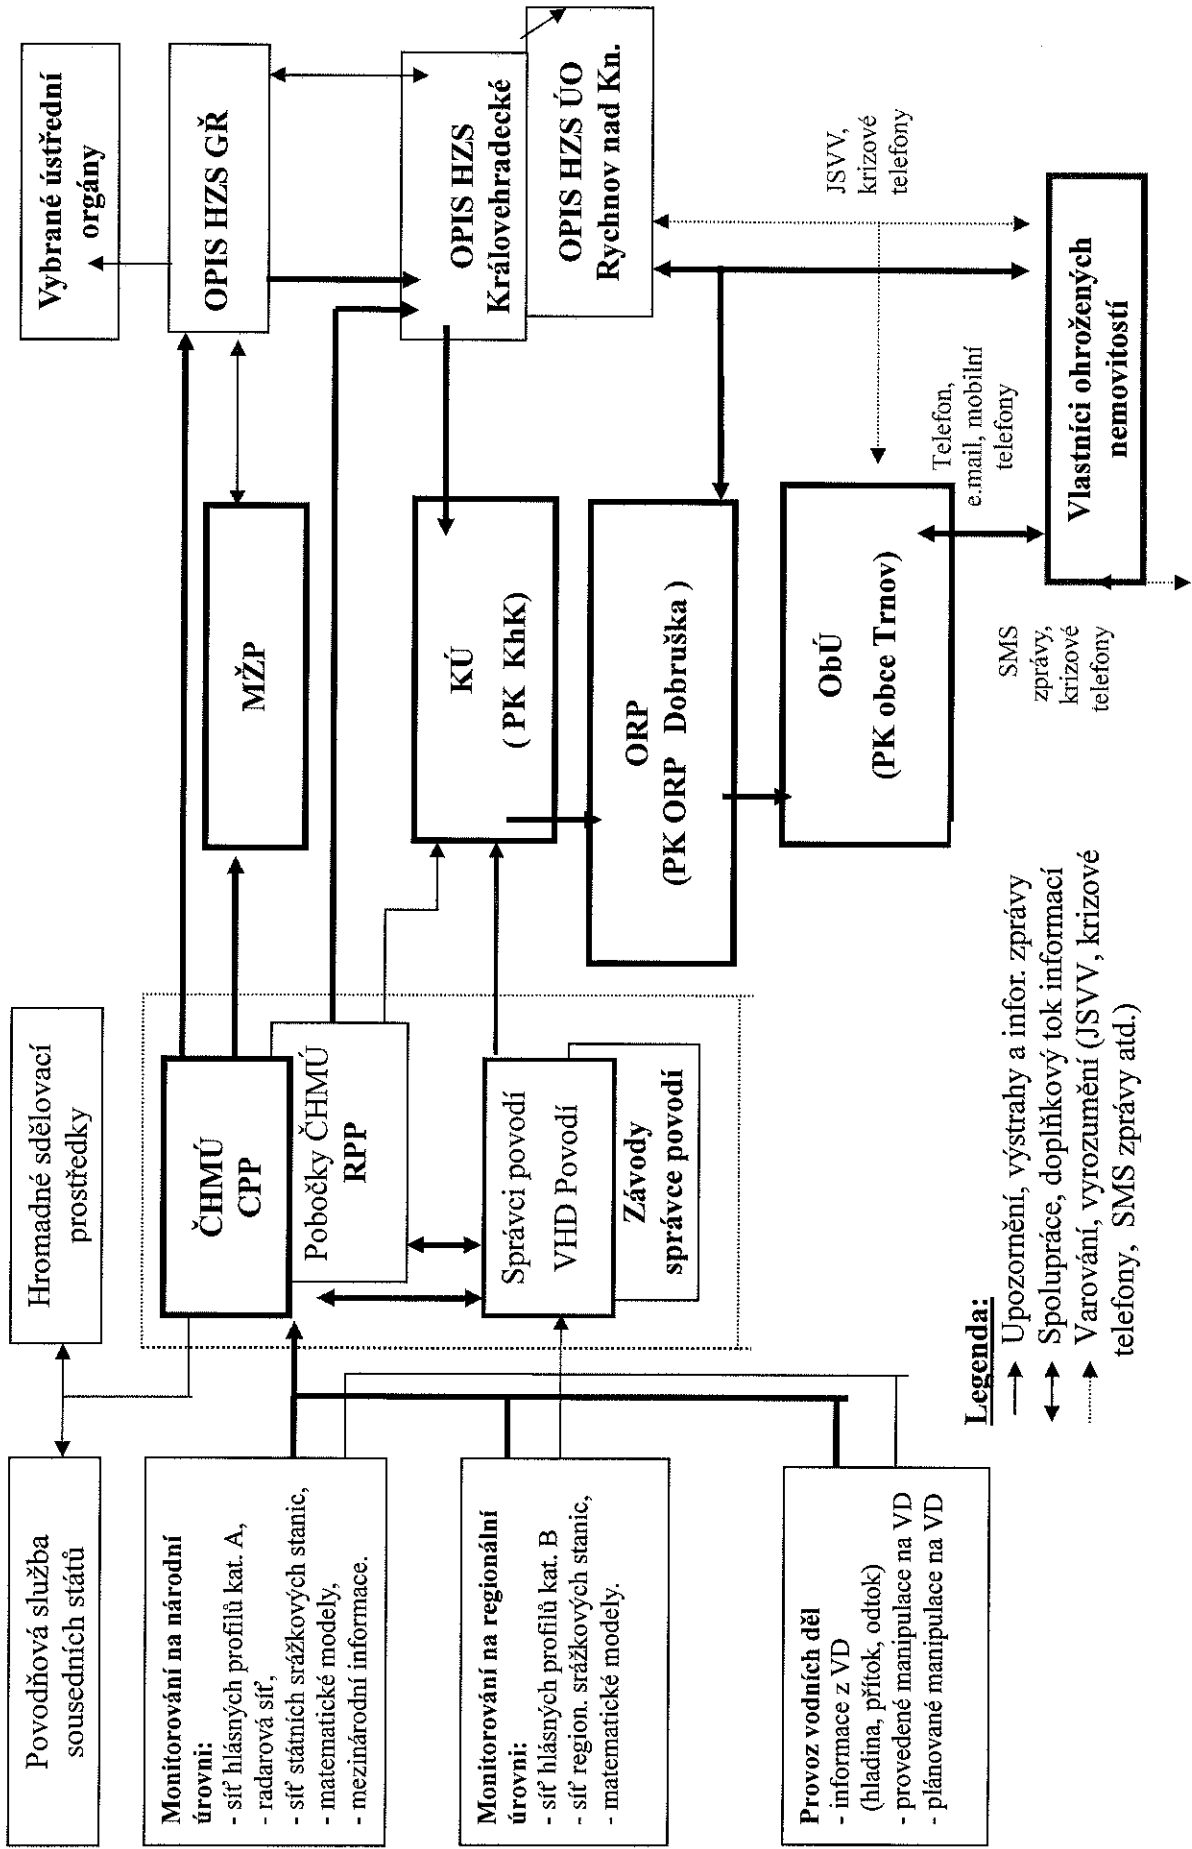 Povodňová služba
sousedních států
Hromadné sdělovací
prostředky
Vybrané ústřední
orgány
Monitorování na národní
úrovni:
- síť hlásných profilů kat. A,
- radarová síť,
- síť státních srážkových stanic,
- matematické modely,
- mezinárodní informace.
ČHMÚ
CPP
Pobočky ČHMÚ
RPP
MŽP
OPIS HZS GŘ
Monitorování na regionální
úrovni:
- síť hlásných profilů kat. B
- síť region. srážkových stanic,
- matematické modely.
Správci povodí
VHD Povodí
Závody
správce povodí
KÚ
( PK KhK)
OPIS HZS
Královehradecké
OPIS HZS ÚO
Rychnov nad Kn.
ORP
(PK ORP Dobruška )
Provoz vodních děl
- informace z VD
(hladina, přítok, odtok)
- provedené manipulace na VD
- plánované manipulace na VD
ObÚ
(PK obce Trnov)
JSVV,
krizové
telefony
Telefon,
e.mail, mobilní
telefony
SMS
zprávy,
krizové
telefony
Vlastníci ohrožených
nemovitostí
Legenda:
Upozornění, výstrahy a infor. zprávy
Spolupráce, doplňkový tok informací
Varování, vyrozumění (JSVV, krizové
telefony, SMS zprávy atd.)